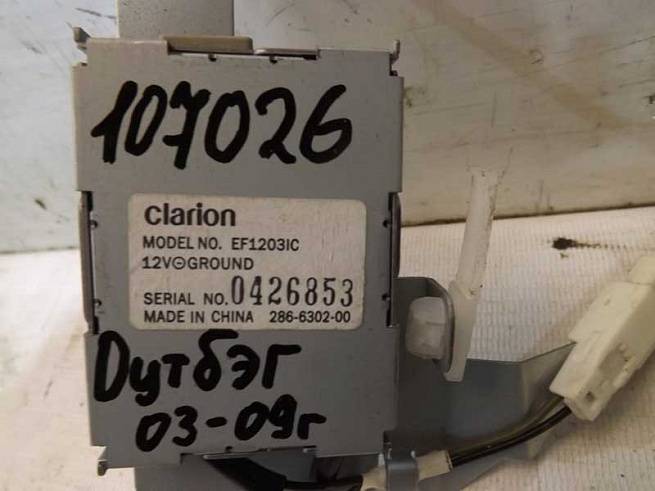 107026
clarion
MODEL NO. EF1203IC
12V⊖GROUND
SERIAL NO. 0426853
MADE IN CHINA 286-6302-00
Оутбэг
03-09г